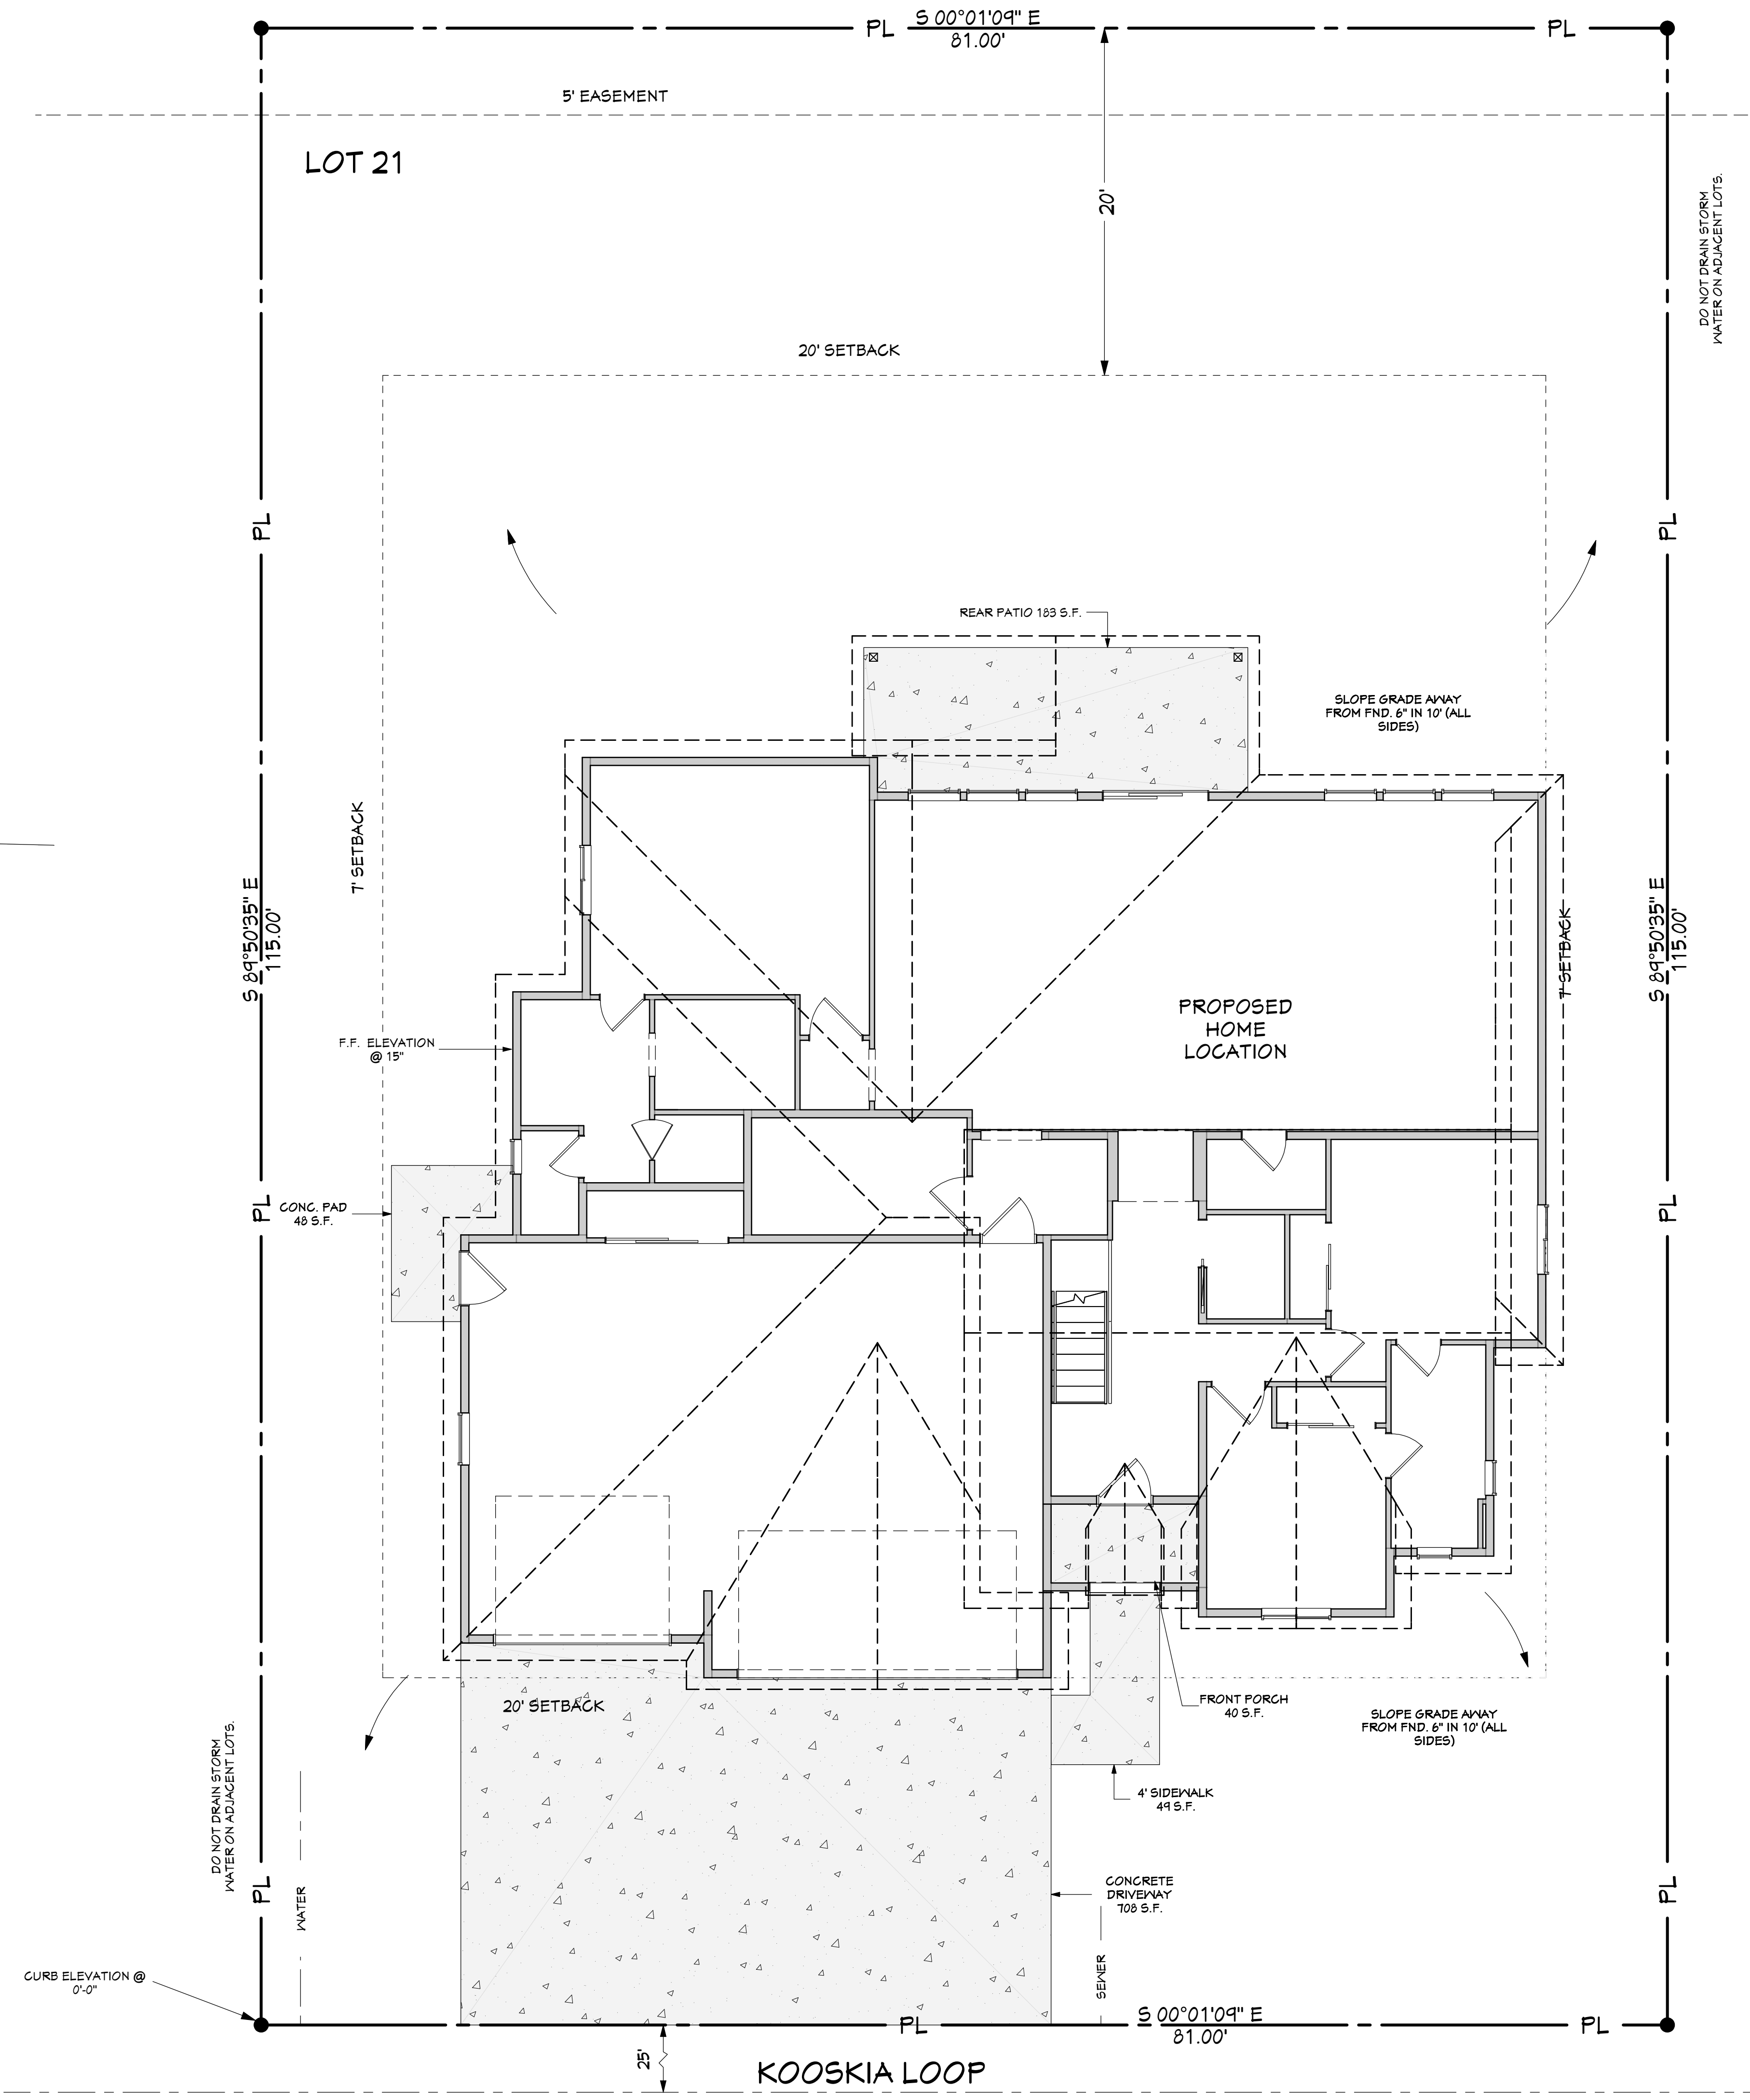 S 00°01'09" E
PL
PL
81.00'
5' EASEMENT
LOT 21
20'
DO NOT DRAIN STORM
WATER ON ADJACENT LOTS.
20' SETBACK
PL
PL
REAR PATIO 183 S.F.
SLOPE GRADE AWAY
FROM FND. 6" IN 10' (ALL
SIDES)
7' SETBACK
S 89°50'35" E
115.00'
7' SETBACK
S 89°50'35" E
115.00'
PROPOSED
HOME
LOCATION
F.F. ELEVATION
@ 15"
CONC. PAD
48 S.F.
PL
PL
20' SETBACK
FRONT PORCH
40 S.F.
SLOPE GRADE AWAY
FROM FND. 6" IN 10' (ALL
SIDES)
DO NOT DRAIN STORM
WATER ON ADJACENT LOTS.
4' SIDEWALK
49 S.F.
CONCRETE
DRIVEWAY
708 S.F.
PL
PL
WATER
SEWER
CURB ELEVATION @
0'-0"
S 00°01'09" E
PL
PL
81.00'
25'
KOOSKIA LOOP